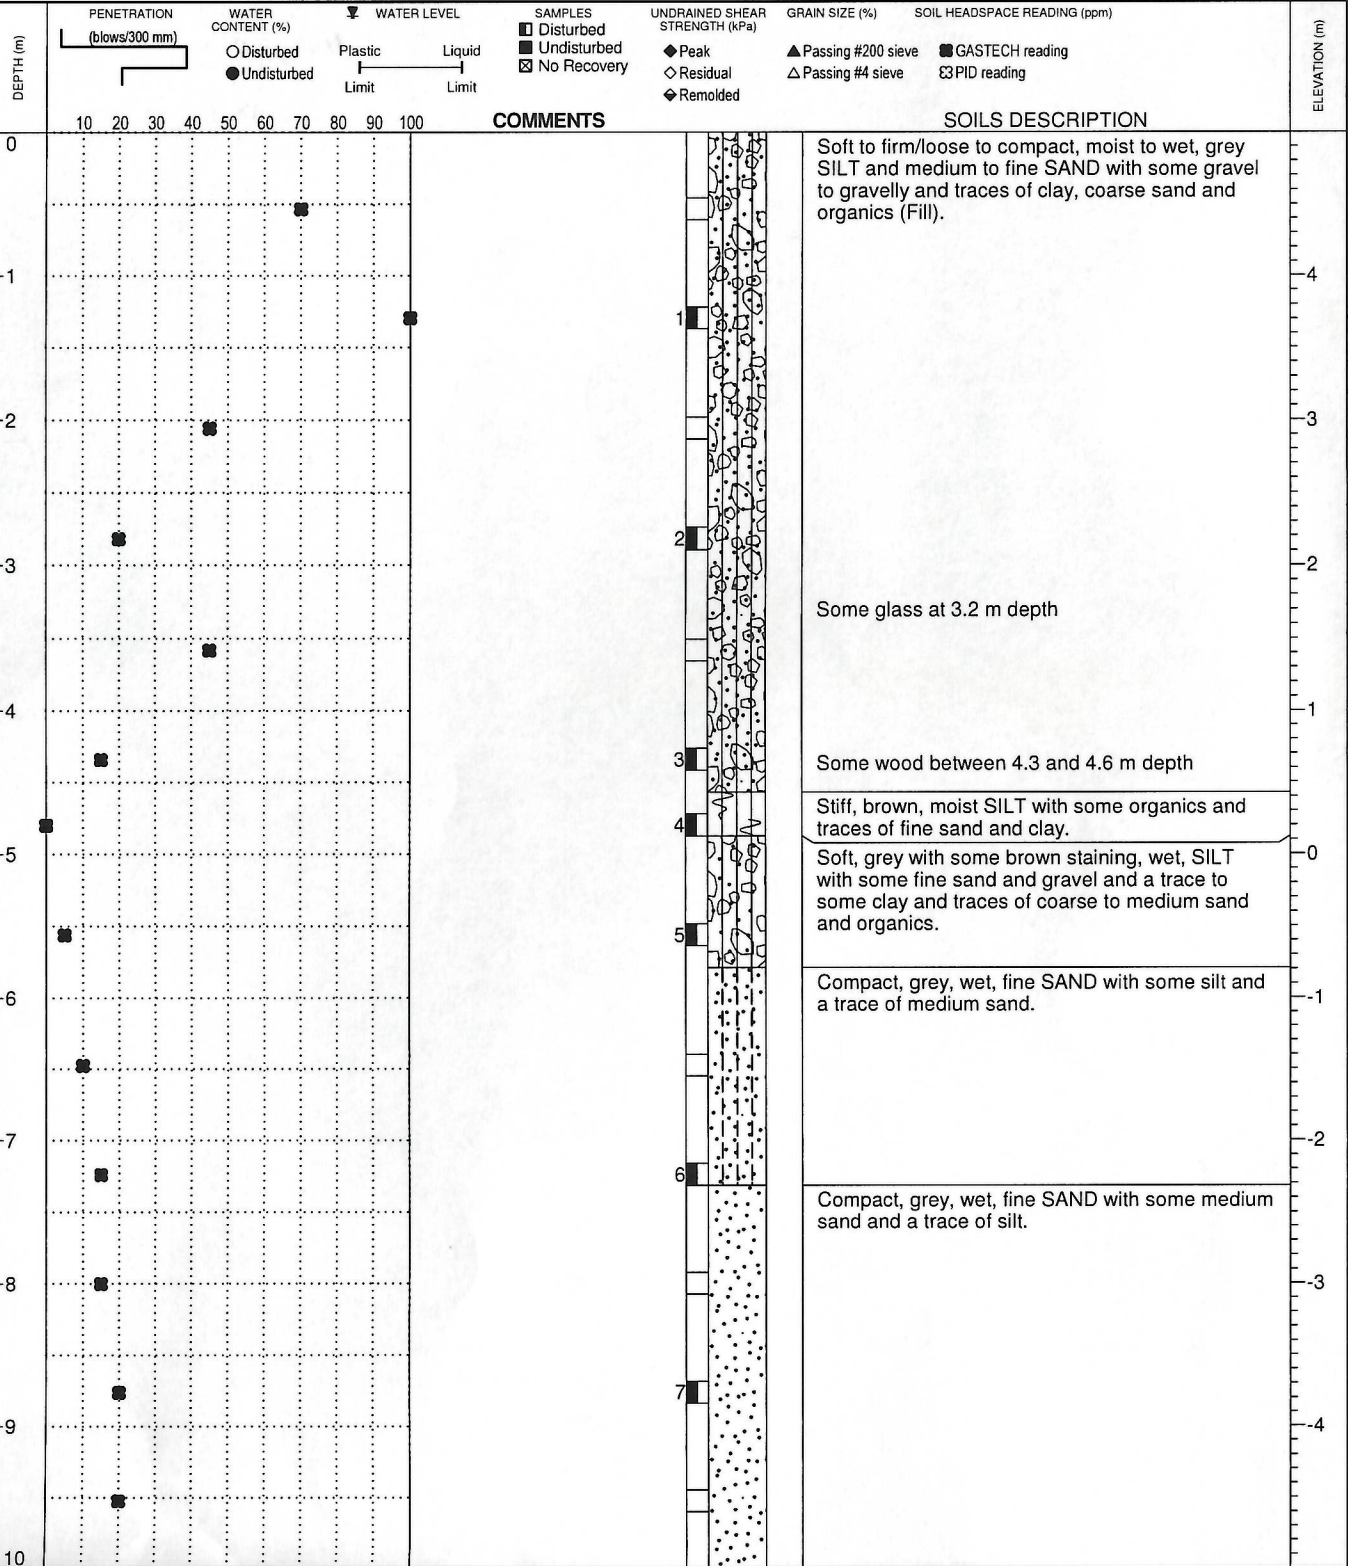 PENETRATION
(blows/300 mm)
WATER
CONTENT (%)
Disturbed
Undisturbed
WATER LEVEL
Plastic Liquid
Limit Limit
SAMPLES
Disturbed
Undisturbed
No Recovery
UNDRAINED SHEAR
STRENGTH (kPa)
Peak
Residual
Remolded
GRAIN SIZE (%)
Passing #200 sieve
Passing #4 sieve
SOIL HEADSPACE READING (ppm)
GASTECH reading
PID reading
DEPTH (m)
ELEVATION (m)
10 20 30 40 50 60 70 80 90 100
COMMENTS
SOILS DESCRIPTION
0
Soft to firm/loose to compact, moist to wet, grey
SILT and medium to fine SAND with some gravel
to gravelly and traces of clay, coarse sand and
organics (Fill).
1
4
1
2
3
2
3
2
Some glass at 3.2 m depth
4
1
3
Some wood between 4.3 and 4.6 m depth
Stiff, brown, moist SILT with some organics and
traces of fine sand and clay.
4
5
0
Soft, grey with some brown staining, wet, SILT
with some fine sand and gravel and a trace to
some clay and traces of coarse to medium sand
and organics.
5
Compact, grey, wet, fine SAND with some silt and
a trace of medium sand.
6
-1
7
-2
6
Compact, grey, wet, fine SAND with some medium
sand and a trace of silt.
8
-3
7
9
-4
10